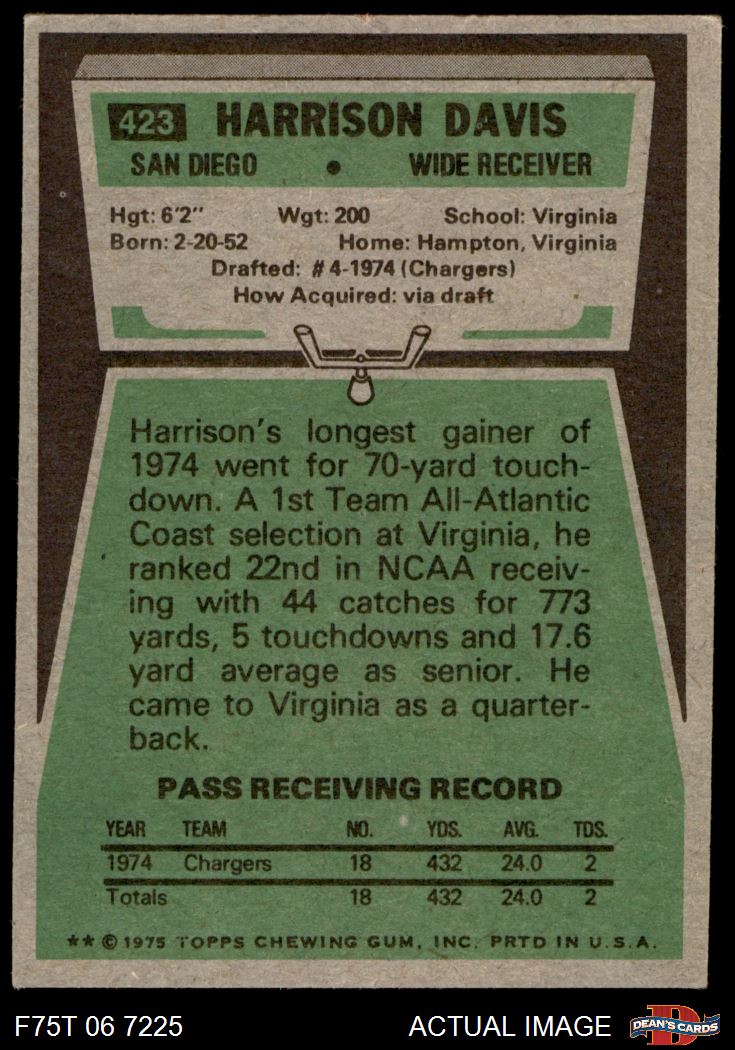 423 HARRISON DAVIS
SAN DIEGO • WIDE RECEIVER
Hgt: 6'2" Wgt: 200 School: Virginia
Born: 2-20-52 Home: Hampton, Virginia
Drafted: #4-1974 (Chargers)
How Acquired: via draft
Harrison's longest gainer of
1974 went for 70-yard touch-
down. A 1st Team All-Atlantic
Coast selection at Virginia, he
ranked 22nd in NCAA receiv-
ing with 44 catches for 773
yards, 5 touchdowns and 17.6
yard average as senior. He
came to Virginia as a quarter-
back.
PASS RECEIVING RECORD
YEAR TEAM NO. YDS. AVG. TDS.
1974 Chargers 18 432 24.0 2
Totals 18 432 24.0 2
** © 1975 TOPPS CHEWING GUM, INC. PRTD IN U.S.A.
F75T 06 7225 ACTUAL IMAGE D DEAN'S CARDS